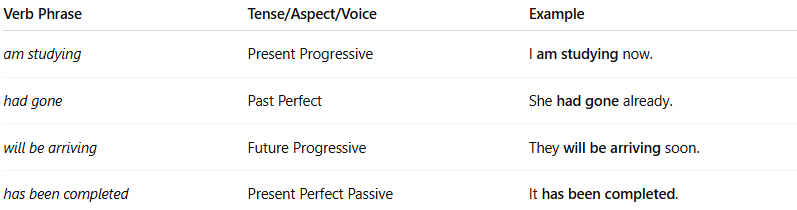 Verb Phrase Tense/Aspect/Voice Example
am studying Present Progressive I am studying now.
had gone Past Perfect She had gone already.
will be arriving Future Progressive They will be arriving soon.
has been completed Present Perfect Passive It has been completed.